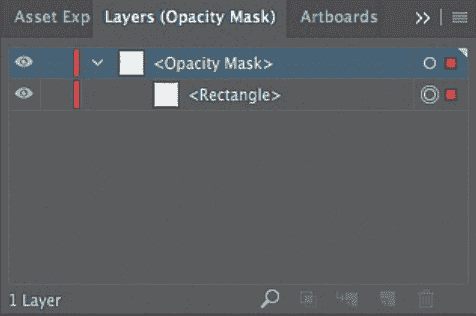 Asset Exp Layers (Opacity Mask) Artboards
<Opacity Mask>
<Rectangle>
1 Layer